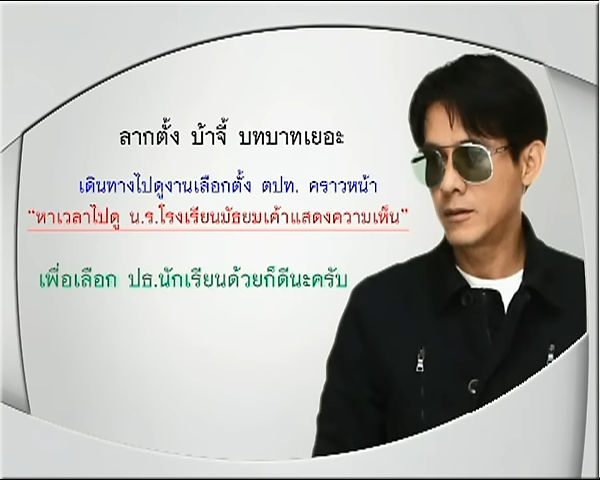 ลากตั้ง บ้าจี้ บทบาทเยอะ
เดินทางไปดูงานเลือกตั้ง ตปท. คราวหน้า
“หาเวลาไปดู น.ร.โรงเรียนมัธยมเค้าแสดงความเห็น”
เพื่อเลือก ปธ.นักเรียนด้วยก็ดีนะครับ